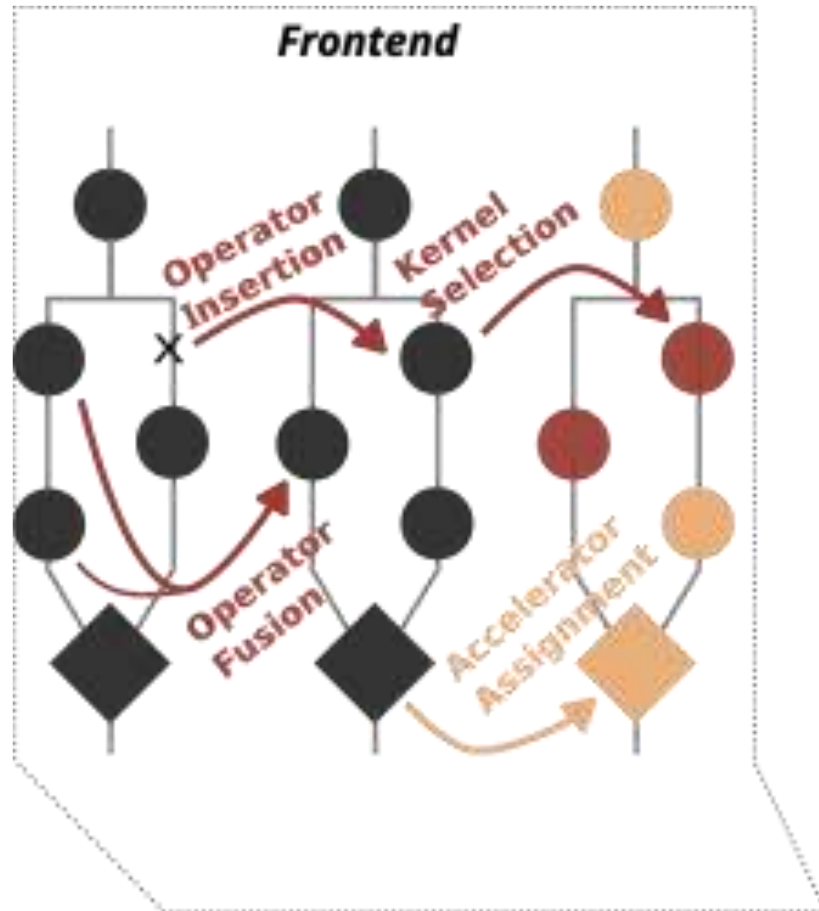 Frontend
Operator
Insertion
Kernel
Selection
X
Operator
Fusion
Accelerator
Assignment